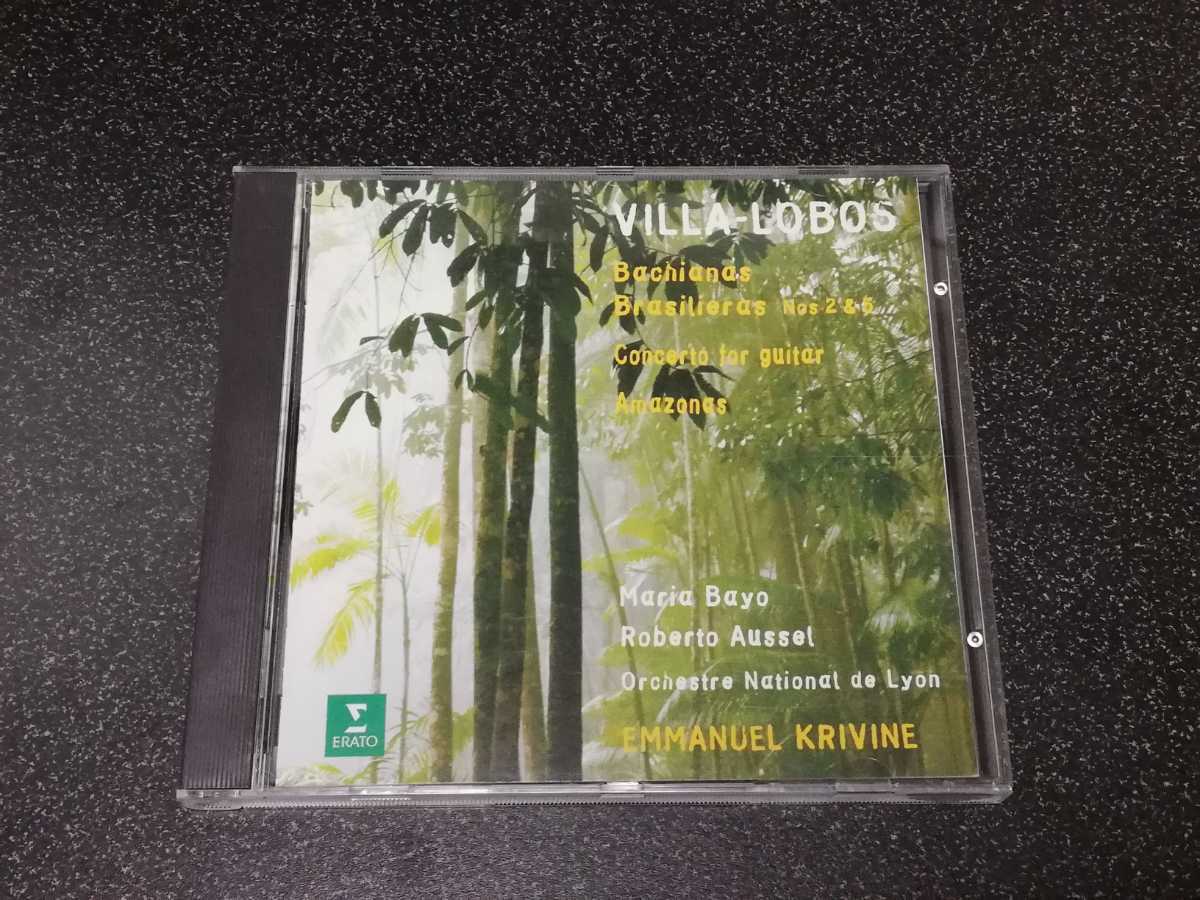 VILLA-LOBOS
Bachianas
Brasilieras Nos 2 & 5
Concerto for guitar
Amazonas
Maria Bayo
Roberto Aussel
Orchestre National de Lyon
EMMANUEL KRIVINE
ERATO